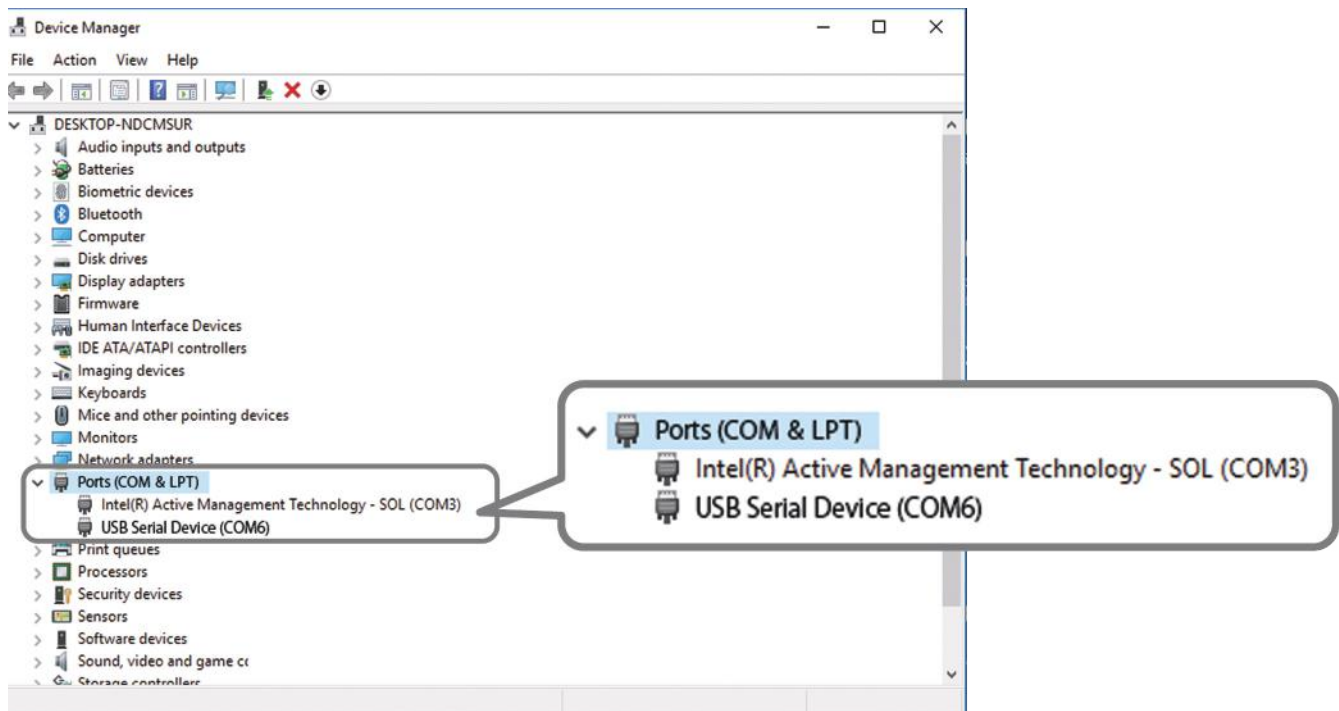 Device Manager
File Action View Help
DESKTOP-NDCMSUR
Audio inputs and outputs
Batteries
Biometric devices
Bluetooth
Computer
Disk drives
Display adapters
Firmware
Human Interface Devices
IDE ATA/ATAPI controllers
Imaging devices
Keyboards
Mice and other pointing devices
Monitors
Network adapters
Ports (COM & LPT)
Intel(R) Active Management Technology - SOL (COM3)
USB Serial Device (COM6)
Print queues
Processors
Security devices
Sensors
Software devices
Sound, video and game cc
Storage controllers
Ports (COM & LPT)
Intel(R) Active Management Technology - SOL (COM3)
USB Serial Device (COM6)